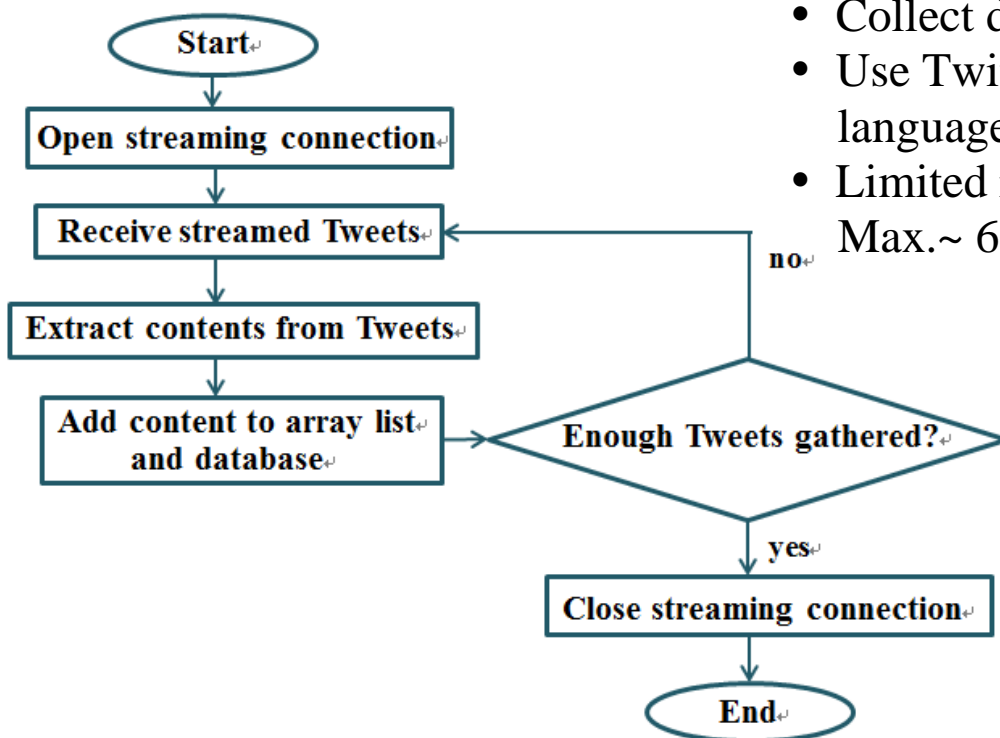 Start
Open streaming connection
Receive streamed Tweets
Extract contents from Tweets
Add content to array list
and database
Enough Tweets gathered?
no
yes
Close streaming connection
End
• Collect
• Use
language
• Limited
Max.~ 6